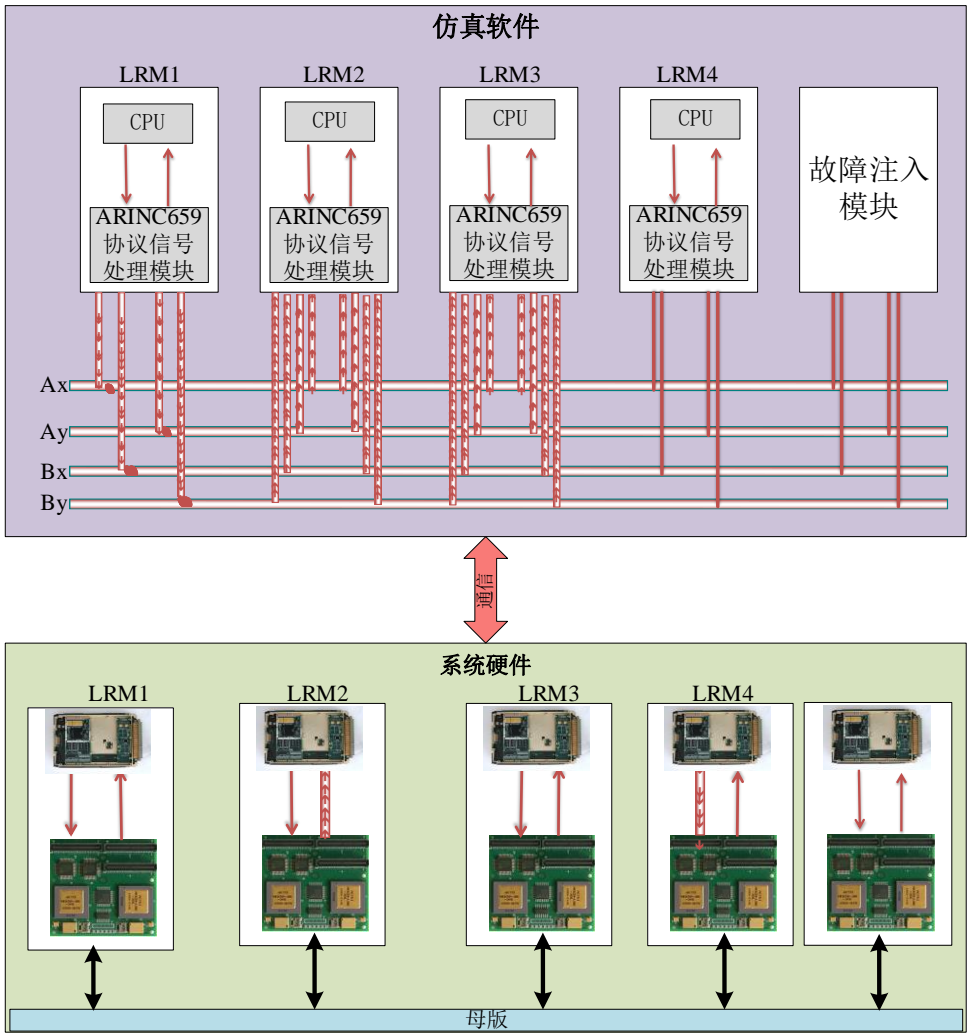 仿真软件
LRM1
LRM2
LRM3
LRM4
CPU
CPU
CPU
CPU
ARINC659
协议信号
处理模块
ARINC659
协议信号
处理模块
ARINC659
协议信号
处理模块
ARINC659
协议信号
处理模块
故障注入
模块
Ax
Ay
Bx
By
通信
系统硬件
LRM1
LRM2
LRM3
LRM4
母版